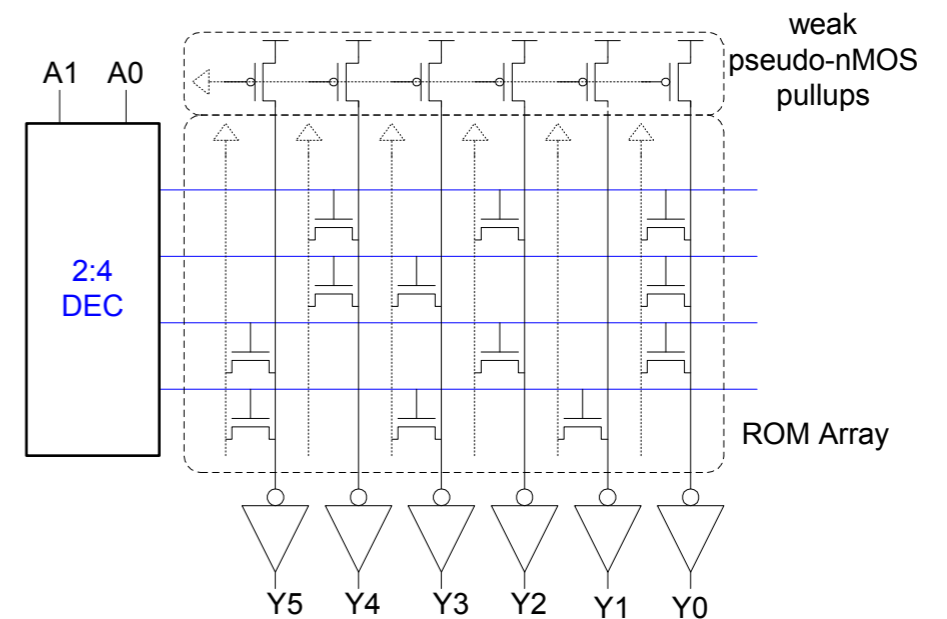 weak
pseudo-nMOS
pullups
A1 A0
2:4
DEC
ROM Array
Y5 Y4 Y3 Y2 Y1 Y0